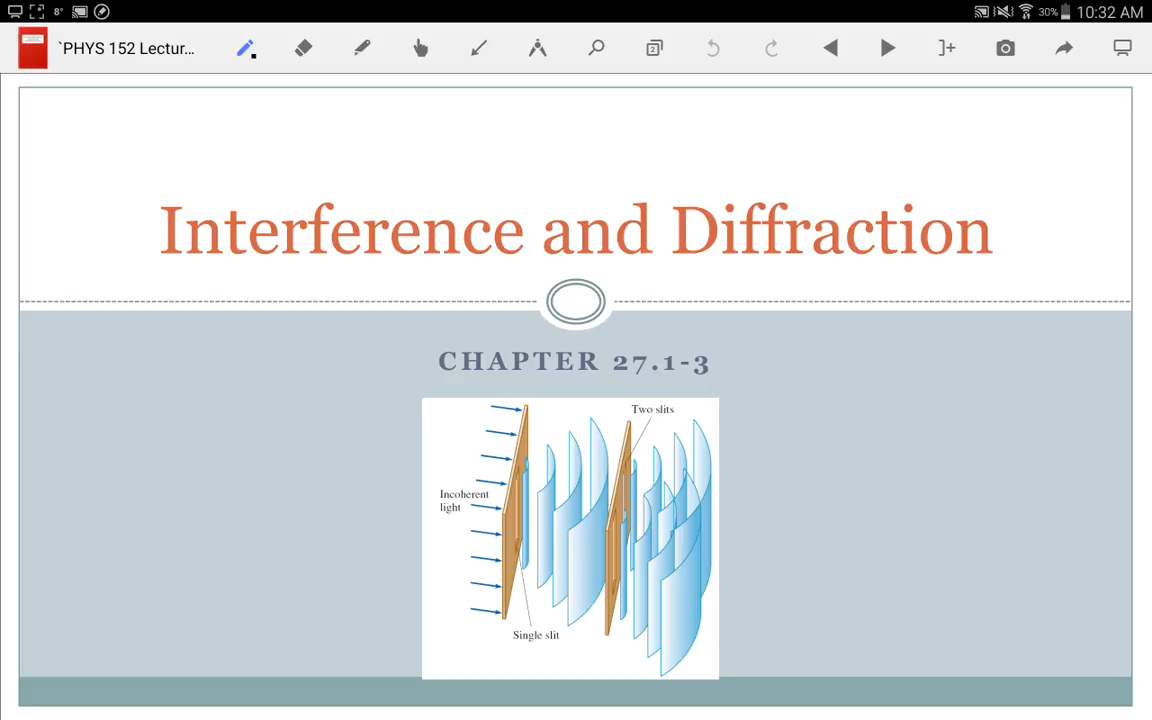 8°
30%
10:32 AM
`PHYS 152 Lectur...
2
Interference and Diffraction
CHAPTER 27.1-3
Two slits
Incoherent
light
Single slit